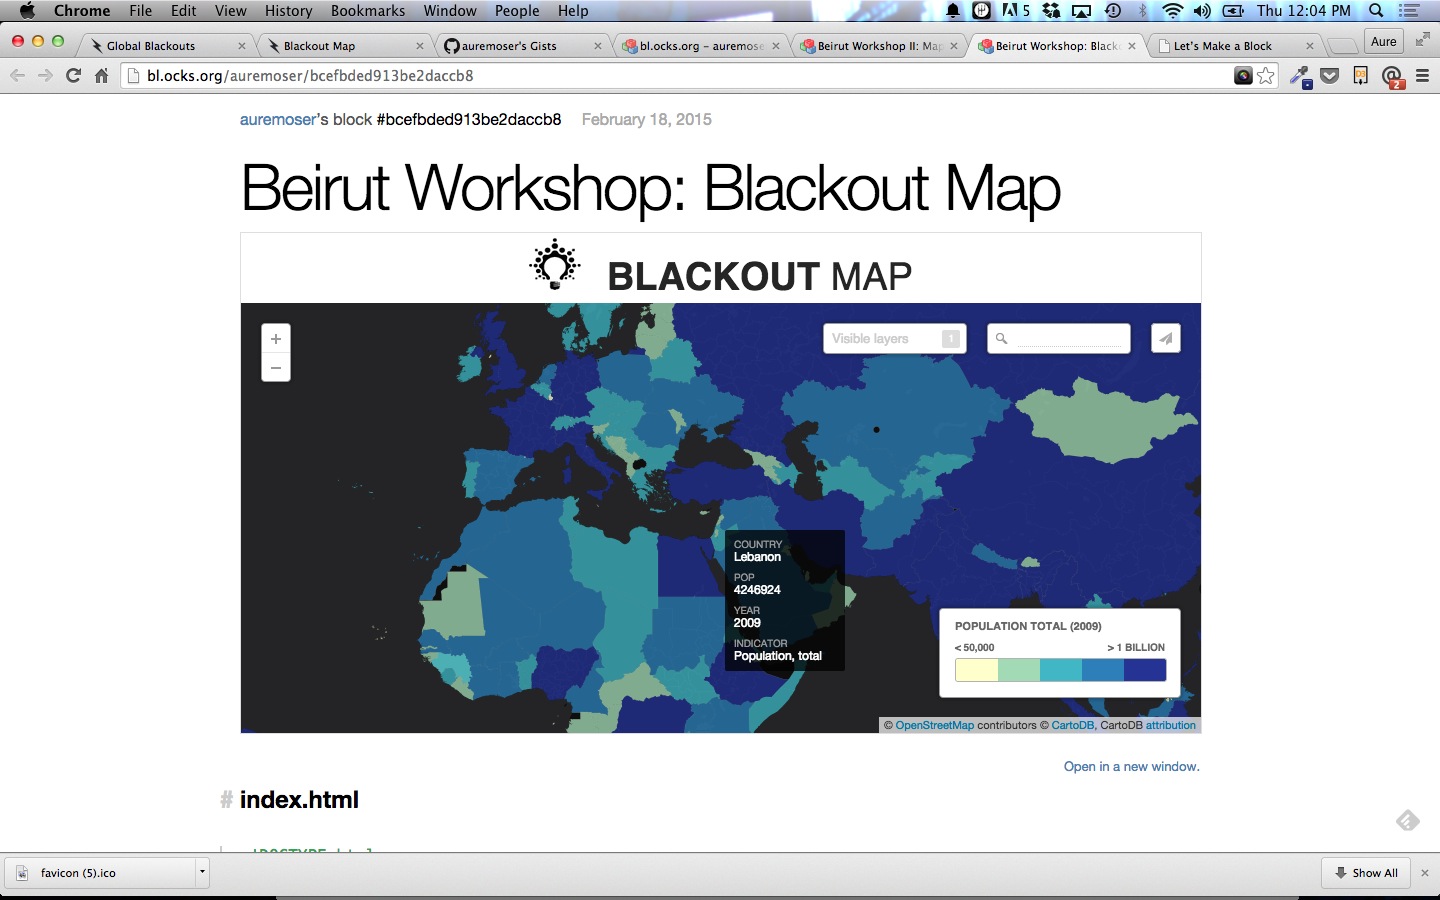 Chrome File Edit View History Bookmarks Window People Help 5 Thu 12:04 PM
Global Blackouts Blackout Map auremoser's Gists bl.ocks.org – auremose Beirut Workshop II: Map Beirut Workshop: Black Let's Make a Block Aure
bl.ocks.org/auremoser/bcefbded913be2daccb8 2
auremoser's block #bcefbded913be2daccb8 February 18, 2015
Beirut Workshop: Blackout Map
BLACKOUT MAP
+
−
Visible layers 1
COUNTRY
Lebanon
POP
4246924
YEAR
2009
INDICATOR
Population, total
POPULATION TOTAL (2009)
< 50,000 > 1 BILLION
© OpenStreetMap contributors © CartoDB, CartoDB attribution
Open in a new window.
# index.html
favicon (5).ico Show All